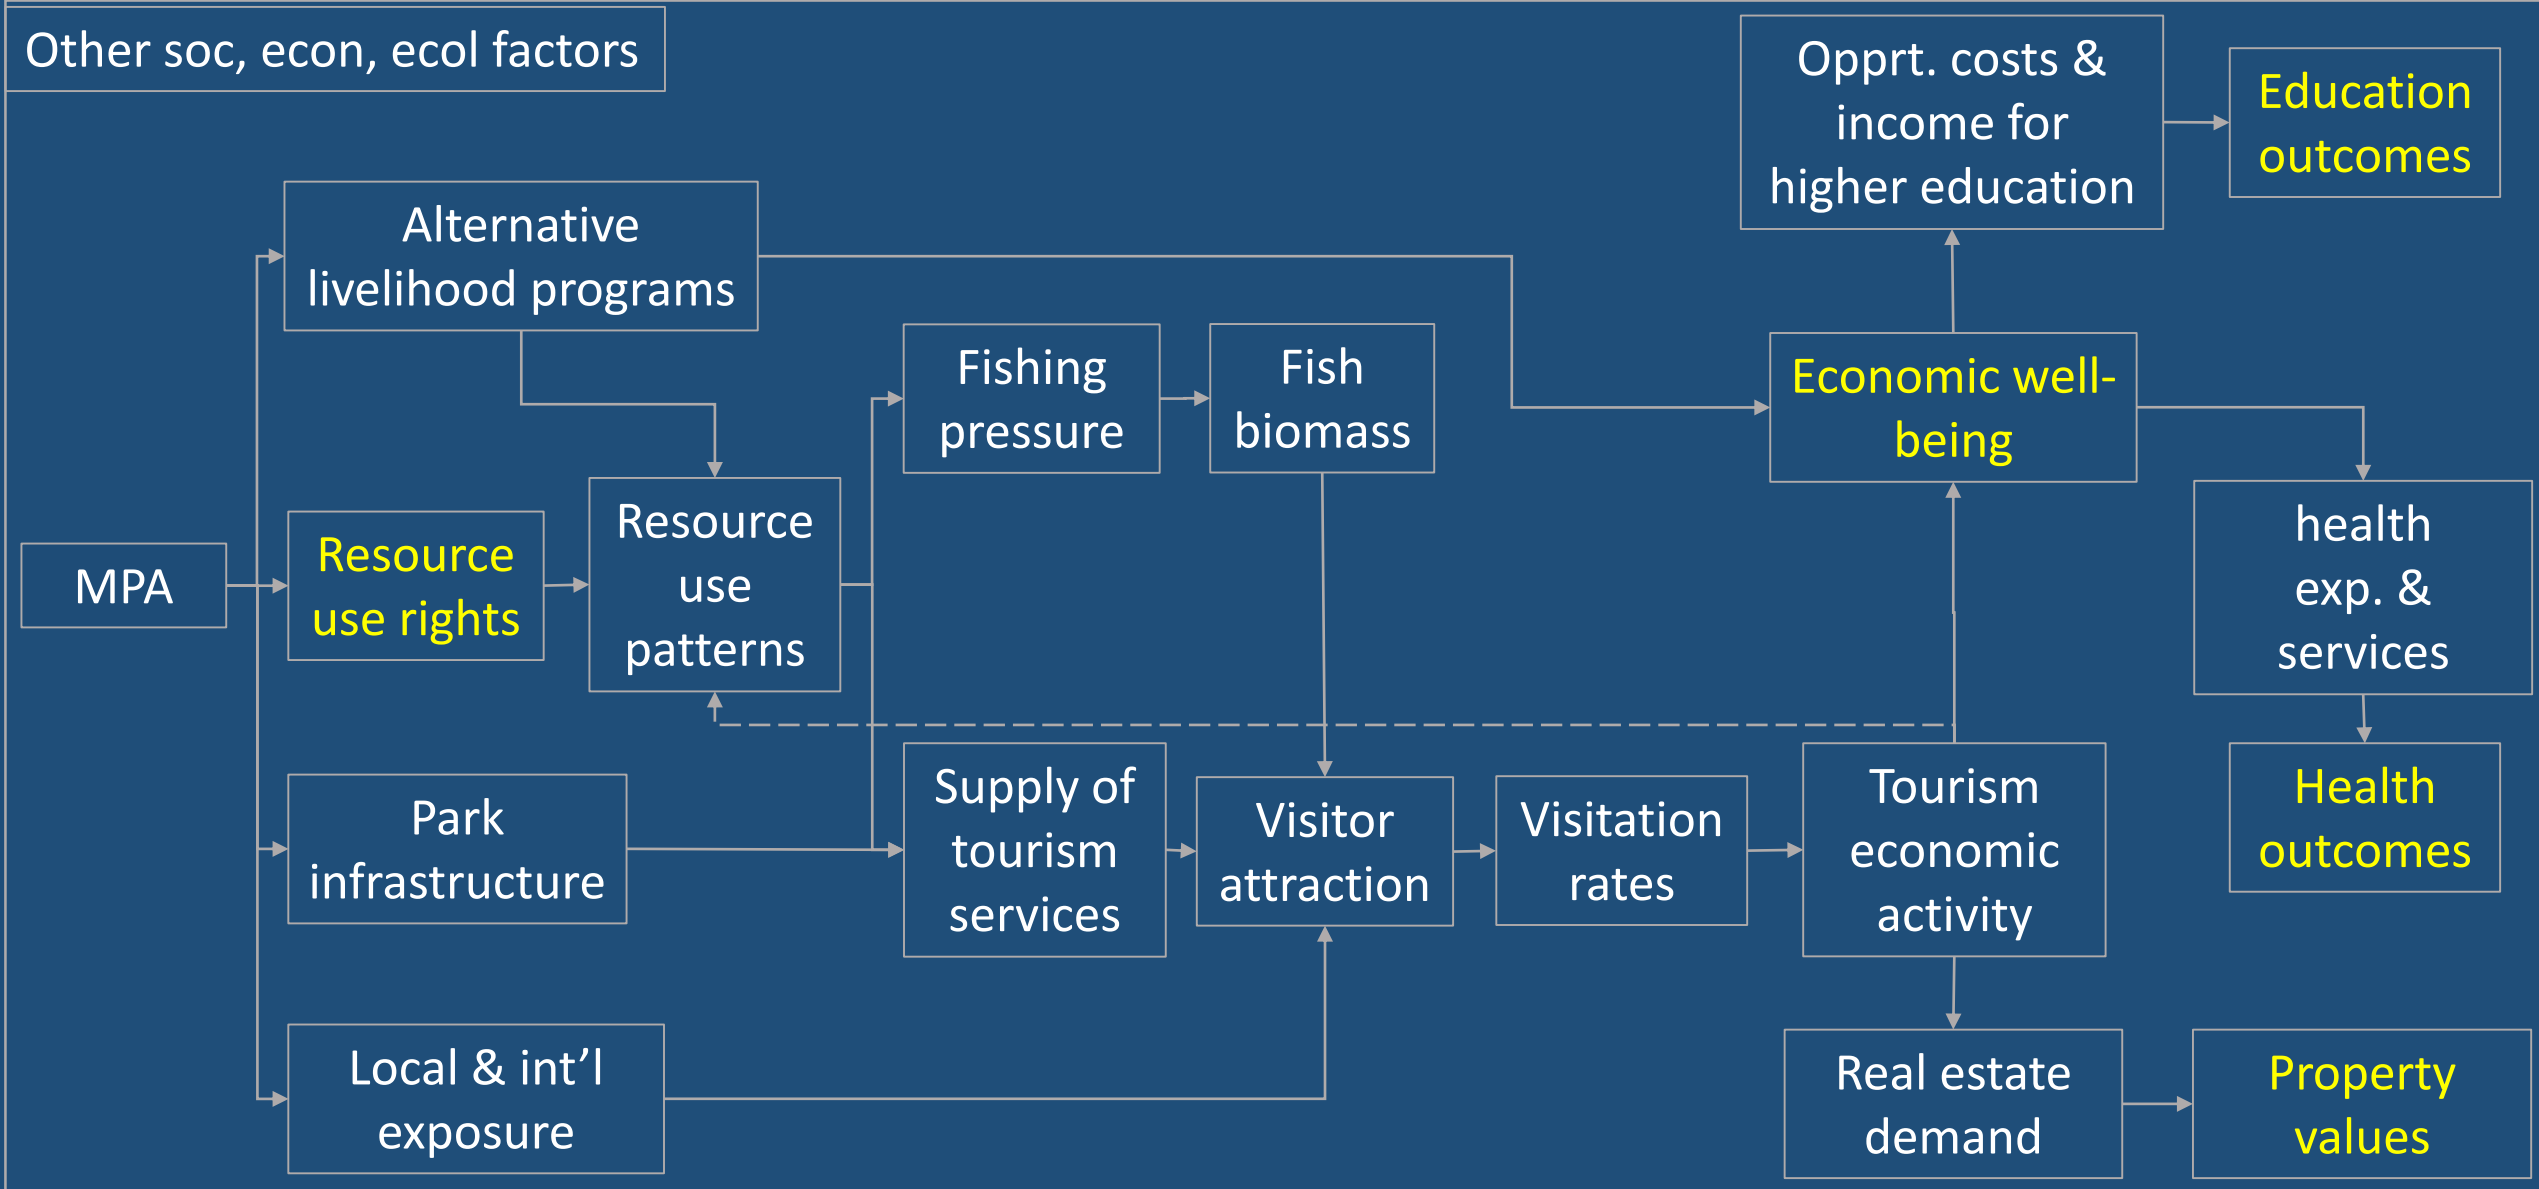 Other soc, econ, ecol factors
Opprt. costs &
income for
higher education
Education
outcomes
Alternative
livelihood programs
Fishing
pressure
Fish
biomass
Economic well-
being
Resource
use rights
Resource
use
patterns
MPA
health
exp. &
services
Park
infrastructure
Supply of
tourism
services
Visitor
attraction
Visitation
rates
Tourism
economic
activity
Health
outcomes
Local & int’l
exposure
Real estate
demand
Property
values